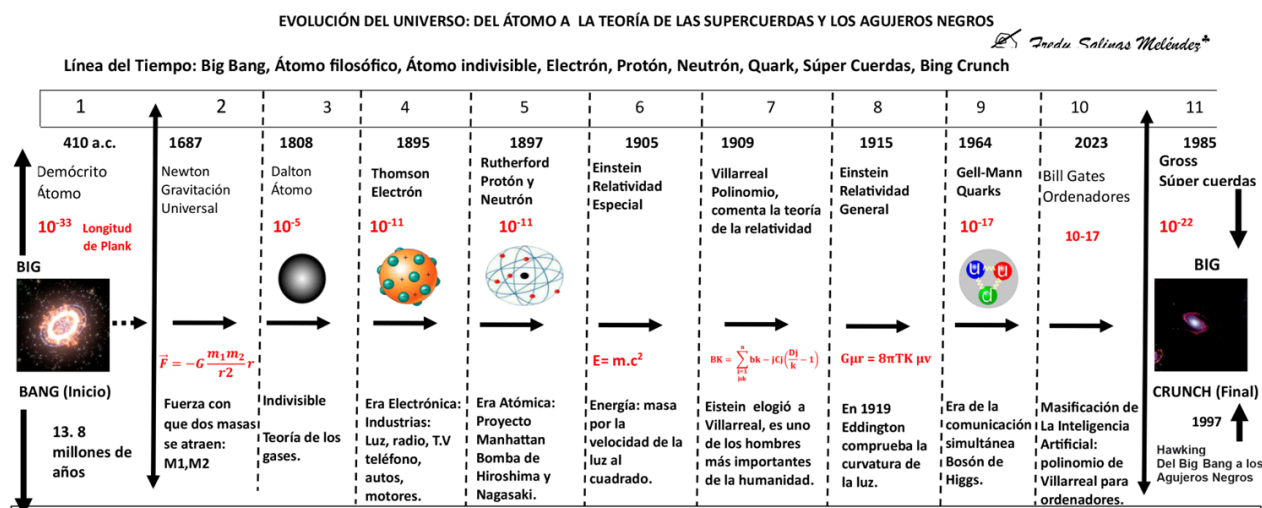 EVOLUCIÓN DEL UNIVERSO: DEL ÁTOMO A LA TEORÍA DE LAS SUPERCUERDAS Y LOS AGUJEROS NEGROS
Fredy Salinas Meléndez
Línea del Tiempo: Big Bang, Átomo filosófico, Átomo indivisible, Electrón, Protón, Neutrón, Quark, Súper Cuerdas, Bing Crunch
1
410 a.c.
Demócrito
Átomo
10⁻³³ Longitud
de Plank
BIG
BANG (Inicio)
13. 8
millones de
años
2
1687
Newton
Gravitación
Universal
F⃗ = −G m₁m₂/r2 r
Fuerza con
que dos masas
se atraen:
M1,M2
3
1808
Dalton
Átomo
10⁻⁵
Indivisible
Teoría de los
gases.
4
1895
Thomson
Electrón
10⁻¹¹
Era Electrónica:
Industrias:
Luz, radio, T.V
teléfono,
autos,
motores.
5
1897
Rutherford
Protón y
Neutrón
10⁻¹¹
Era Atómica:
Proyecto
Manhattan
Bomba de
Hiroshima y
Nagasaki.
6
1905
Einstein
Relatividad
Especial
E= m.c²
Energía: masa
por la
velocidad de la
luz al
cuadrado.
7
1909
Villarreal
Polinomio,
comenta la teoría
de la relatividad
BK = ∑ bk − jCj(Dj/k − 1)
Eistein elogió a
Villarreal, es uno
de los hombres
más importantes
de la humanidad.
8
1915
Einstein
Relatividad
General
Gμr = 8πTK μν
En 1919
Eddington
comprueba la
curvatura de
la luz.
9
1964
Gell-Mann
Quarks
10⁻¹⁷
u u
d
Era de la
comunicación
simultánea
Bosón de
Higgs.
10
2023
Bill Gates
Ordenadores
10-17
Masificación de
La Inteligencia
Artificial:
polinomio de
Villarreal para
ordenadores.
11
1985
Gross
Súper cuerdas
10⁻²²
BIG
CRUNCH (Final)
1997
Hawking
Del Big Bang a los
Agujeros Negros